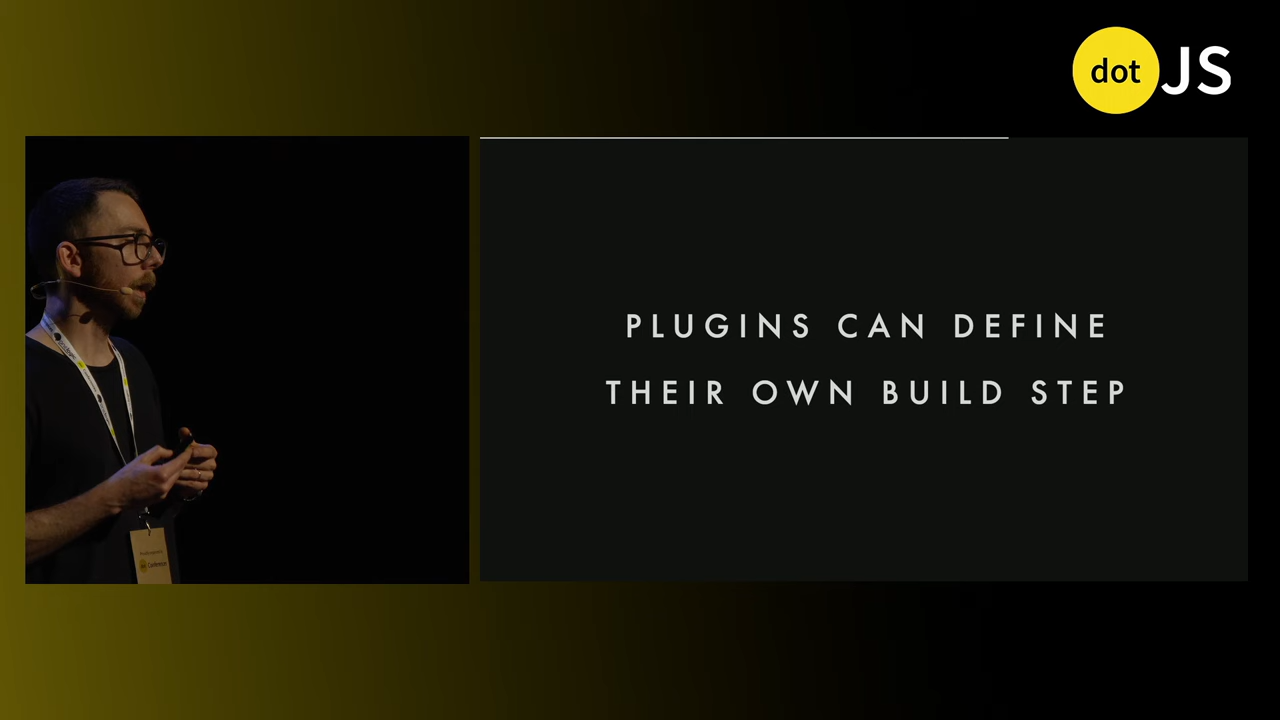 dot JS
PLUGINS CAN DEFINE
THEIR OWN BUILD STEP